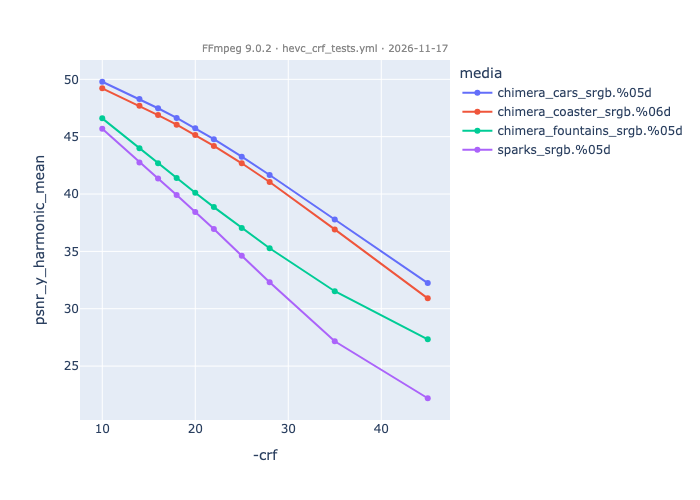 FFmpeg 9.0.2 · hevc_crf_tests.yml · 2026-11-17
media
chimera_cars_srgb.%05d
chimera_coaster_srgb.%06d
chimera_fountains_srgb.%05d
sparks_srgb.%05d
psnr_y_harmonic_mean
50
45
40
35
30
25
10 20 30 40
-crf